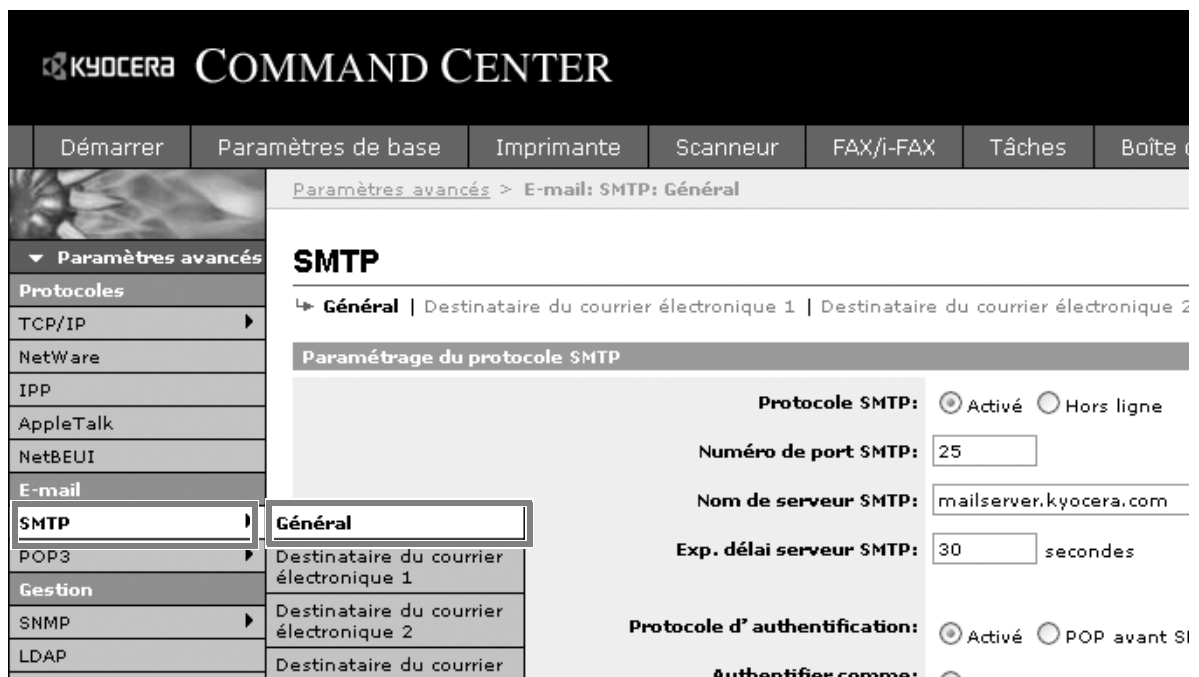 KYOCERA COMMAND CENTER
Démarrer Paramètres de base Imprimante Scanneur FAX/i-FAX Tâches Boîte
Paramètres avancés > E-mail: SMTP: Général
Paramètres avancés
SMTP
Protocoles
Général | Destinataire du courrier électronique 1 | Destinataire du courrier électronique 2
TCP/IP
NetWare
Paramétrage du protocole SMTP
IPP
Protocole SMTP: Activé Hors ligne
AppleTalk
NetBEUI
Numéro de port SMTP: 25
E-mail
Nom de serveur SMTP: mailserver.kyocera.com
SMTP
Général
POP3
Destinataire du courrier
électronique 1
Exp. délai serveur SMTP: 30 secondes
Gestion
SNMP
Destinataire du courrier
électronique 2
Protocole d'authentification: Activé POP avant
LDAP
Destinataire du courrier
Authentifier comme: